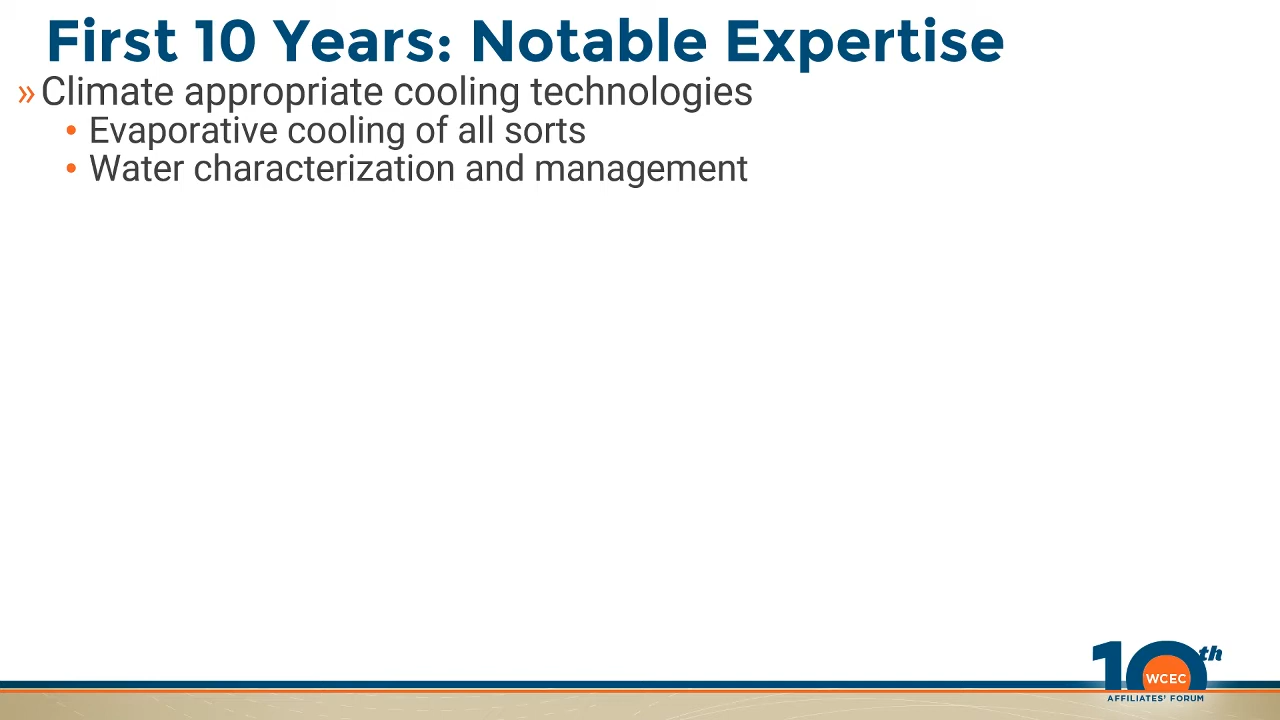 First 10 Years: Notable Expertise
» Climate appropriate cooling technologies
• Evaporative cooling of all sorts
• Water characterization and management
10th
WCEC
AFFILIATES' FORUM